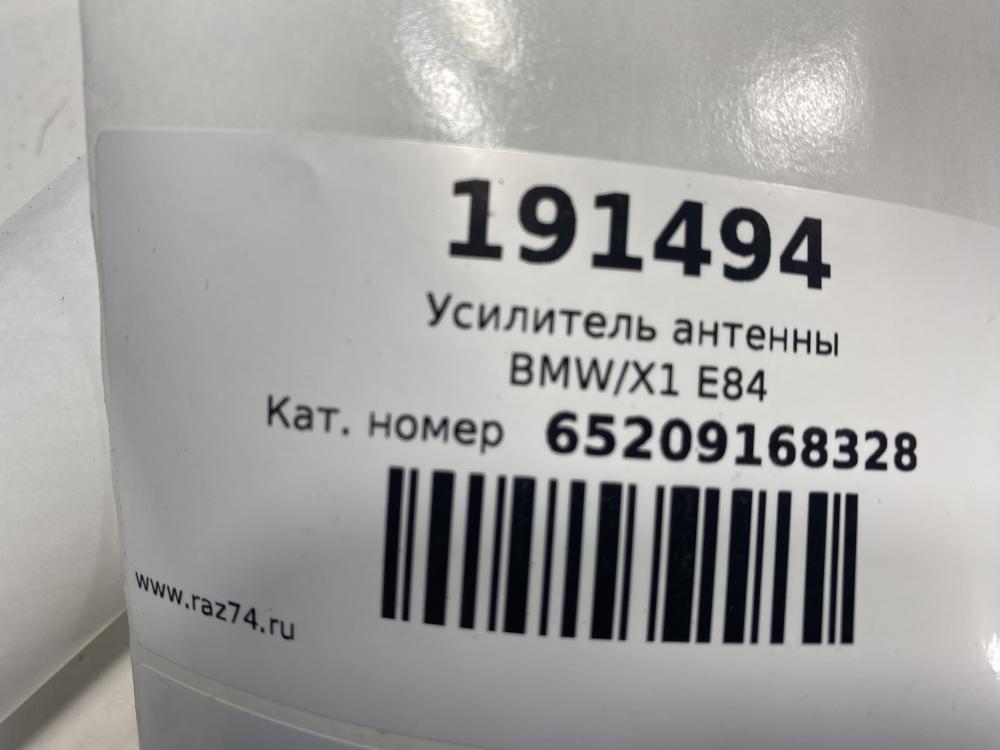 191494
Усилитель антенны
BMW/X1 E84
Кат. номер 65209168328
www.raz74.ru